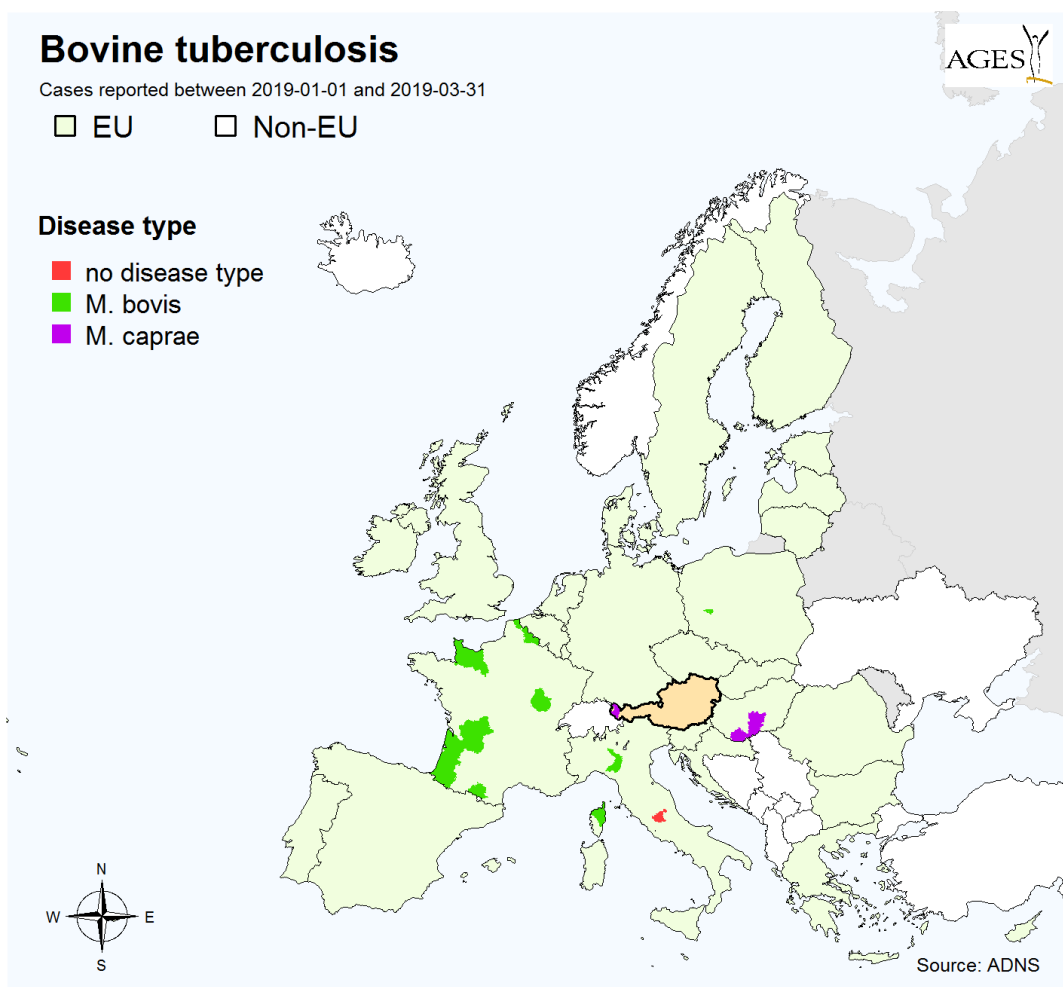 Bovine tuberculosis
Cases reported between 2019-01-01 and 2019-03-31
EU Non-EU
AGES
Disease type
no disease type
M. bovis
M. caprae
N
W E
S
Source: ADNS